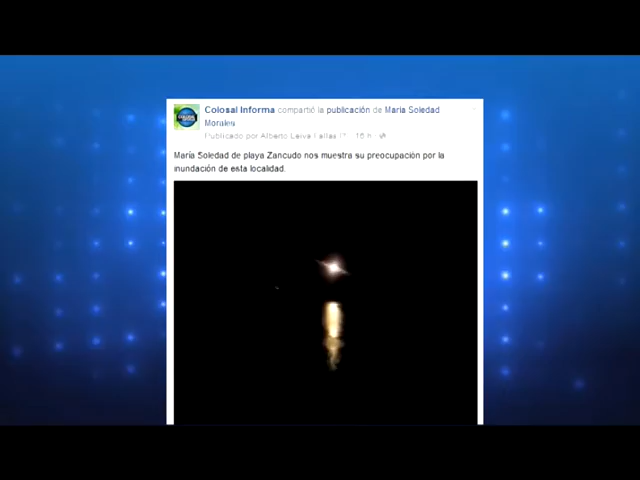 Colosal Informa compartió la publicación de María Soledad
Morales
Publicado por Alberto Leiva · 16 h ·
María Soledad de playa Zancudo nos muestra su preocupación por la
inundación de esta localidad.